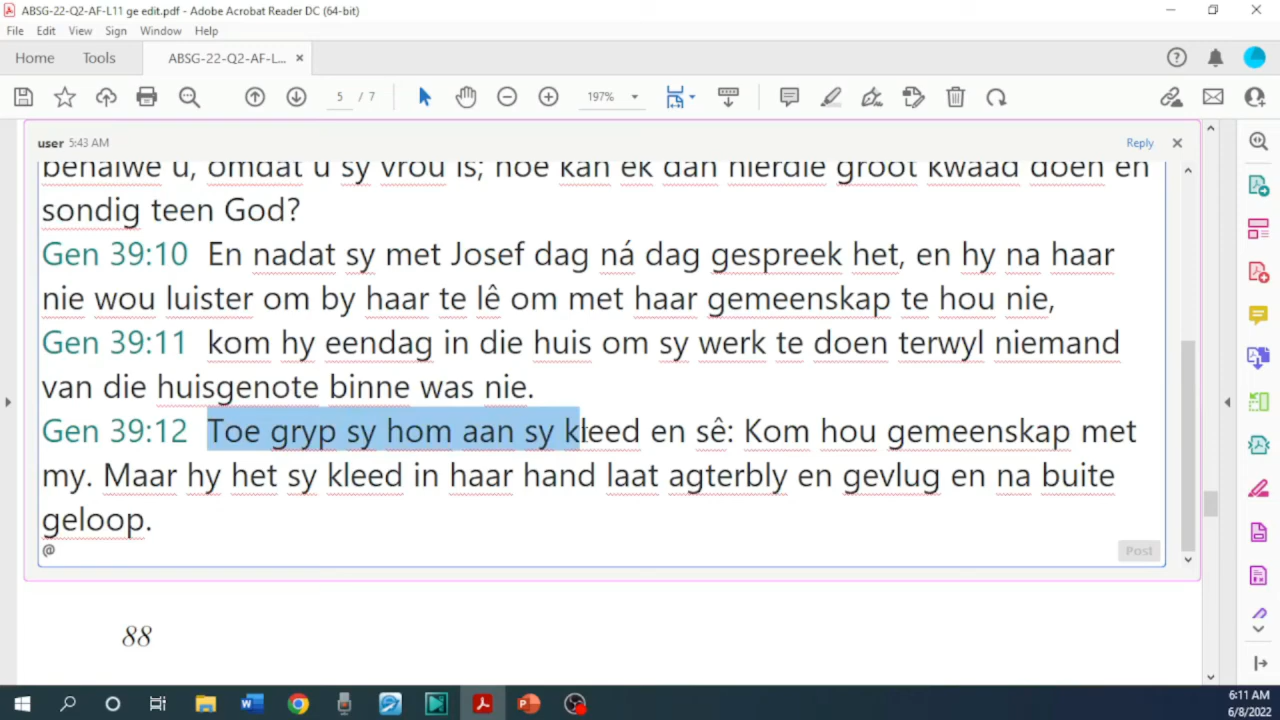 ABSG-22-Q2-AF-L11 ge edit.pdf - Adobe Acrobat Reader DC (64-bit)
File Edit View Sign Window Help
Home Tools ABSG-22-Q2-AF-L... ×
5 / 7 197%
user 5:43 AM Reply
behalwe u, omdat u sy vrou is; hoe kan ek dan hierdie groot kwaad doen en
sondig teen God?
Gen 39:10 En nadat sy met Josef dag ná dag gespreek het, en hy na haar
nie wou luister om by haar te lê om met haar gemeenskap te hou nie,
Gen 39:11 kom hy eendag in die huis om sy werk te doen terwyl niemand
van die huisgenote binne was nie.
Gen 39:12 Toe gryp sy hom aan sy kleed en sê: Kom hou gemeenskap met
my. Maar hy het sy kleed in haar hand laat agterbly en gevlug en na buite
geloop.
@ Post
88
6:11 AM
6/8/2022